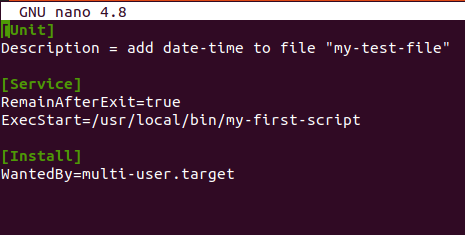 GNU nano 4.8
[Unit]
Description = add date-time to file "my-test-file"
[Service]
RemainAfterExit=true
ExecStart=/usr/local/bin/my-first-script
[Install]
WantedBy=multi-user.target